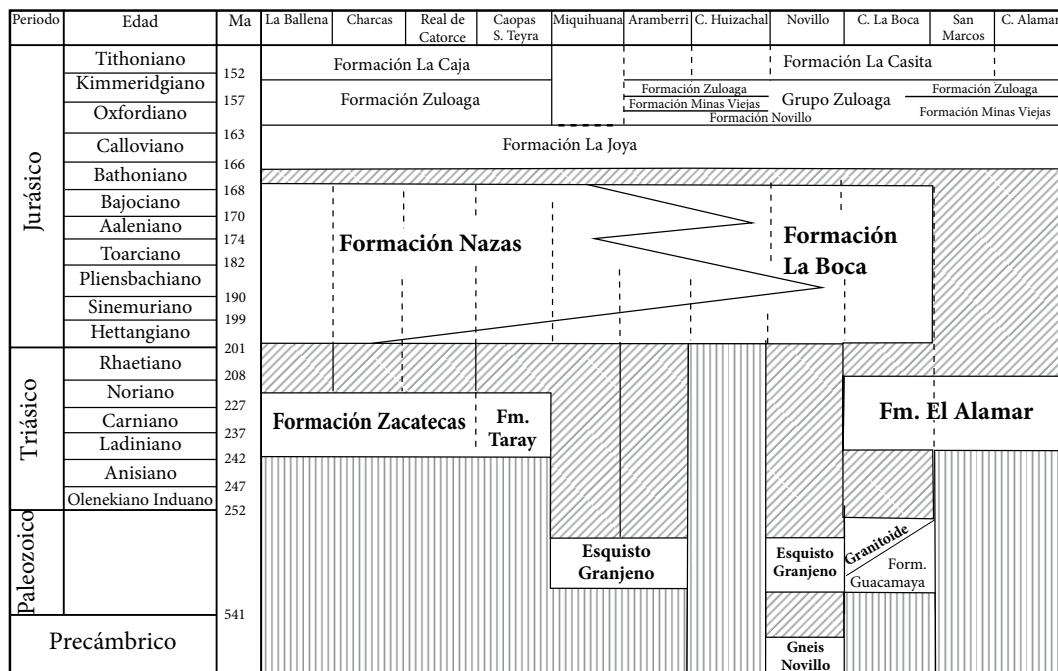 Periodo Edad Ma La Ballena Charcas Real de Catorce Caopas S. Teyra Miquihuana Aramberri C. Huizachal Novillo C. La Boca San Marcos C. Alamar
Jurásico
Tithoniano
152
Kimmeridgiano
157
Oxfordiano
163
Calloviano
166
Bathoniano
168
Bajociano
170
Aaleniano
174
Toarciano
182
Pliensbachiano
190
Sinemuriano
199
Hettangiano
201
Triásico
Rhaetiano
208
Noriano
227
Carniano
237
Ladiniano
242
Anisiano
247
Olenekiano Induano
252
Paleozoico
541
Precámbrico
Formación La Caja
Formación La Casita
Formación Zuloaga
Formación Zuloaga
Formación Minas Viejas
Formación Novillo
Grupo Zuloaga
Formación Zuloaga
Formación Minas Viejas
Formación La Joya
Formación Nazas
Formación
La Boca
Formación Zacatecas
Fm.
Taray
Fm. El Alamar
Esquisto
Granjeno
Esquisto
Granjeno
Granitoide
Form.
Guacamaya
Gneis
Novillo